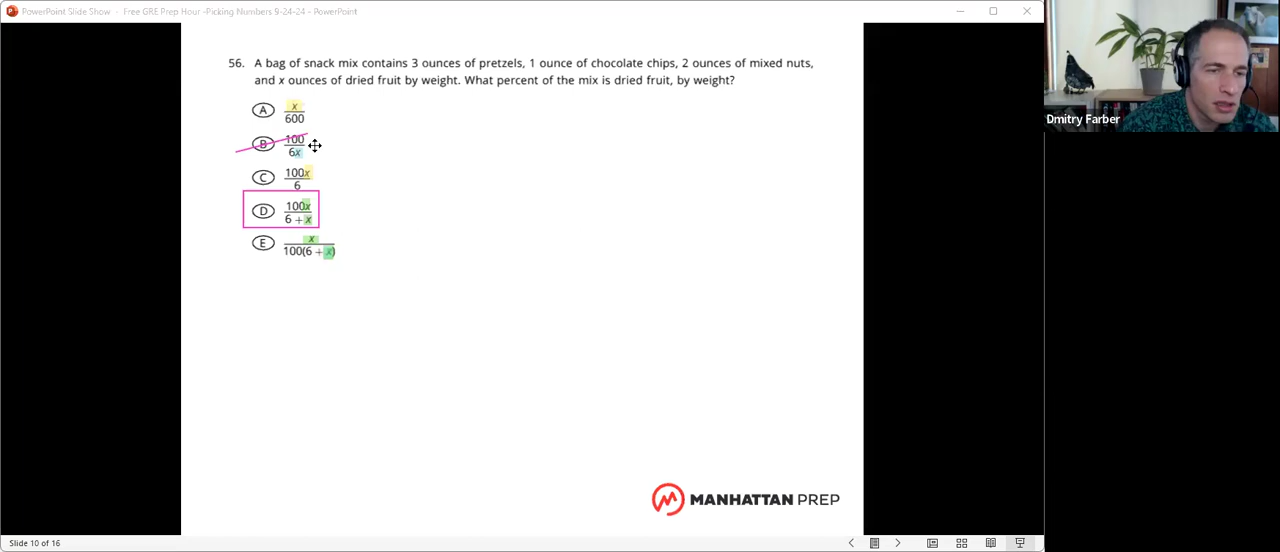 PowerPoint Slide Show - Free GRE Prep Hour -Picking Numbers 9-24-24 - PowerPoint
56. A bag of snack mix contains 3 ounces of pretzels, 1 ounce of chocolate chips, 2 ounces of mixed nuts,
and x ounces of dried fruit by weight. What percent of the mix is dried fruit, by weight?
A x
600
B 100
6x
C 100x
6
D 100x
6 + x
E x
100(6 + x)
Dmitry Farber
MANHATTAN PREP
Slide 10 of 16